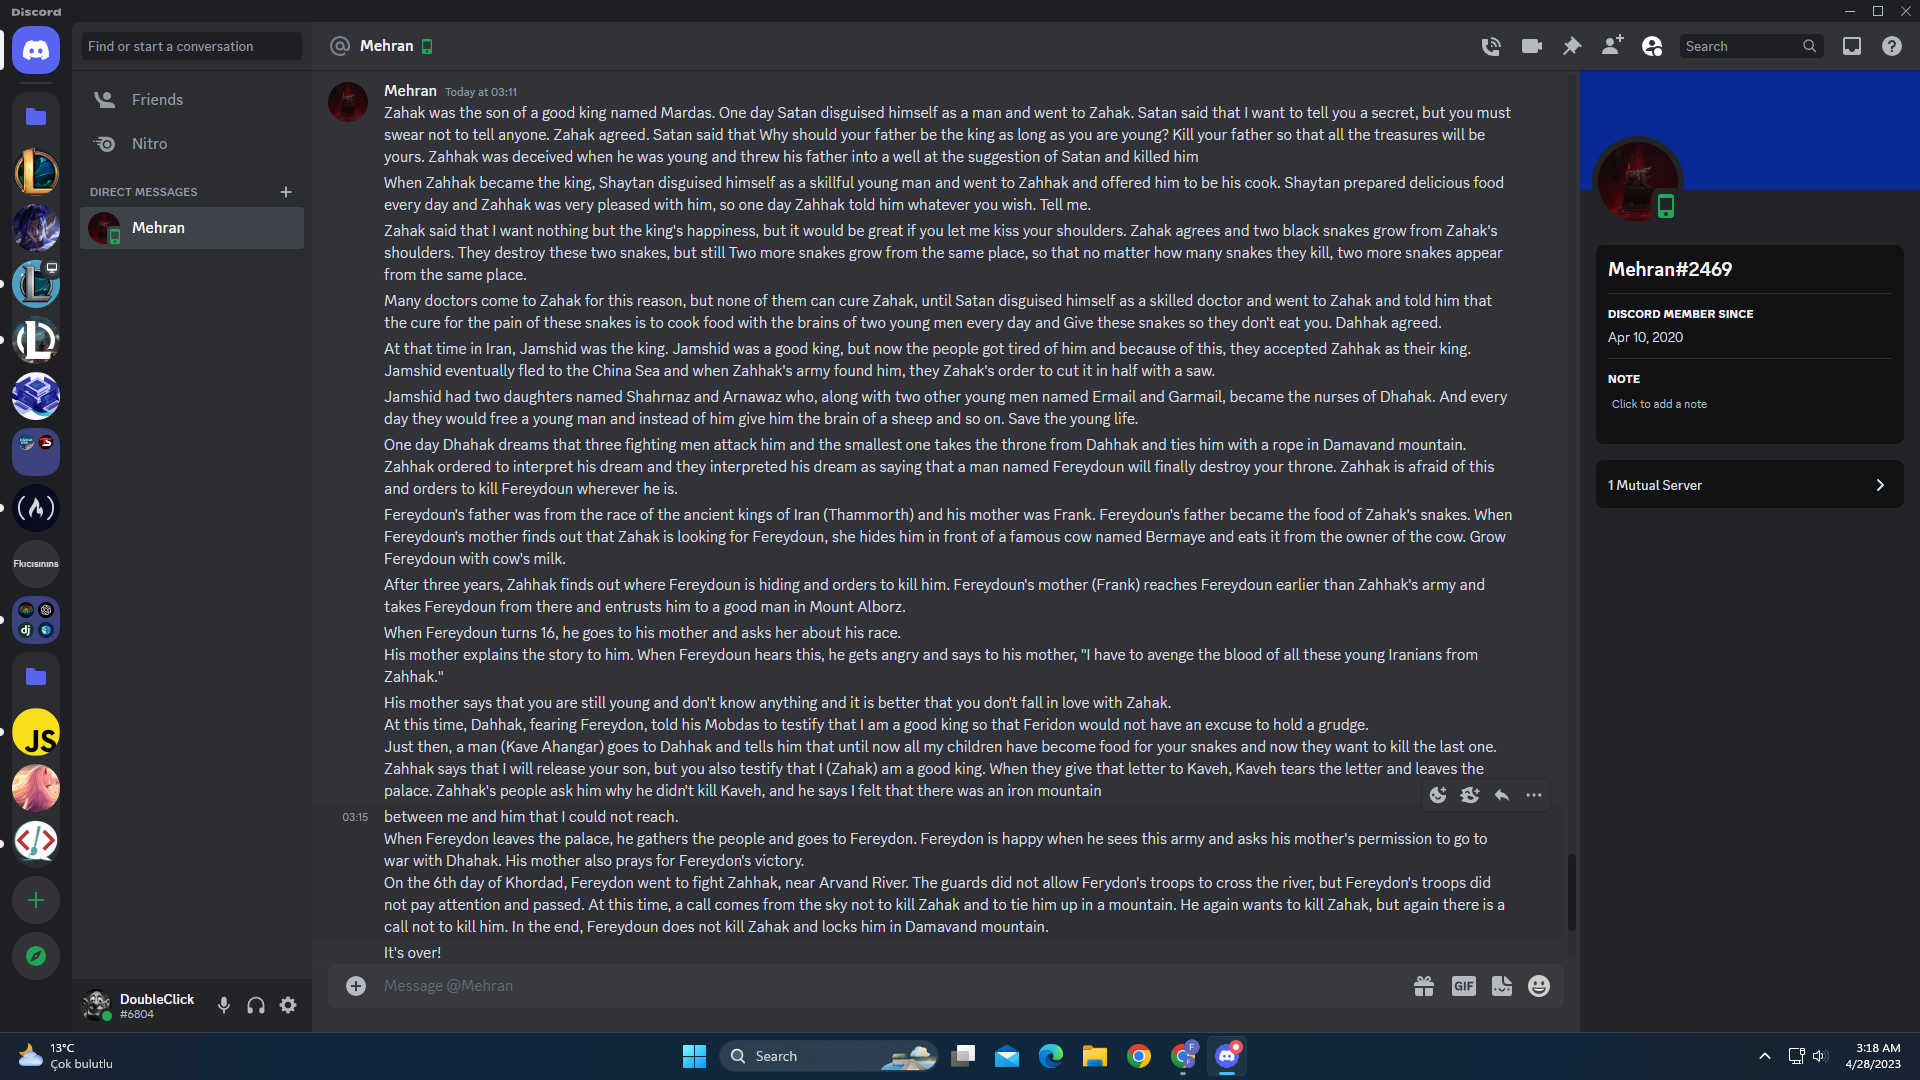 Discord
Find or start a conversation
Friends
Nitro
DIRECT MESSAGES
Mehran
Fkicisinins
DoubleClick
#6804
Mehran
Search
Mehran Today at 03:11
Zahak was the son of a good king named Mardas. One day Satan disguised himself as a man and went to Zahak. Satan said that I want to tell you a secret, but you must
swear not to tell anyone. Zahak agreed. Satan said that Why should your father be the king as long as you are young? Kill your father so that all the treasures will be
yours. Zahhak was deceived when he was young and threw his father into a well at the suggestion of Satan and killed him
When Zahhak became the king, Shaytan disguised himself as a skillful young man and went to Zahhak and offered him to be his cook. Shaytan prepared delicious food
every day and Zahhak was very pleased with him, so one day Zahhak told him whatever you wish. Tell me.
Zahak said that I want nothing but the king's happiness, but it would be great if you let me kiss your shoulders. Zahak agrees and two black snakes grow from Zahak's
shoulders. They destroy these two snakes, but still Two more snakes grow from the same place, so that no matter how many snakes they kill, two more snakes appear
from the same place.
Many doctors come to Zahak for this reason, but none of them can cure Zahak, until Satan disguised himself as a skilled doctor and went to Zahak and told him that
the cure for the pain of these snakes is to cook food with the brains of two young men every day and Give these snakes so they don't eat you. Dahhak agreed.
At that time in Iran, Jamshid was the king. Jamshid was a good king, but now the people got tired of him and because of this, they accepted Zahhak as their king.
Jamshid eventually fled to the China Sea and when Zahhak's army found him, they Zahak's order to cut it in half with a saw.
Jamshid had two daughters named Shahrnaz and Arnawaz who, along with two other young men named Ermail and Garmail, became the nurses of Dhahak. And every
day they would free a young man and instead of him give him the brain of a sheep and so on. Save the young life.
One day Dhahak dreams that three fighting men attack him and the smallest one takes the throne from Dahhak and ties him with a rope in Damavand mountain.
Zahhak ordered to interpret his dream and they interpreted his dream as saying that a man named Fereydoun will finally destroy your throne. Zahhak is afraid of this
and orders to kill Fereydoun wherever he is.
Fereydoun's father was from the race of the ancient kings of Iran (Thammorth) and his mother was Frank. Fereydoun's father became the food of Zahak's snakes. When
Fereydoun's mother finds out that Zahak is looking for Fereydoun, she hides him in front of a famous cow named Bermaye and eats it from the owner of the cow. Grow
Fereydoun with cow's milk.
After three years, Zahhak finds out where Fereydoun is hiding and orders to kill him. Fereydoun's mother (Frank) reaches Fereydoun earlier than Zahhak's army and
takes Fereydoun from there and entrusts him to a good man in Mount Alborz.
When Fereydoun turns 16, he goes to his mother and asks her about his race.
His mother explains the story to him. When Fereydoun hears this, he gets angry and says to his mother, "I have to avenge the blood of all these young Iranians from
Zahhak."
His mother says that you are still young and don't know anything and it is better that you don't fall in love with Zahak.
At this time, Dahhak, fearing Fereydon, told his Mobdas to testify that I am a good king so that Feridon would not have an excuse to hold a grudge.
Just then, a man (Kave Ahangar) goes to Dahhak and tells him that until now all my children have become food for your snakes and now they want to kill the last one.
Zahhak says that I will release your son, but you also testify that I (Zahak) am a good king. When they give that letter to Kaveh, Kaveh tears the letter and leaves the
palace. Zahhak's people ask him why he didn't kill Kaveh, and he says I felt that there was an iron mountain
03:15 between me and him that I could not reach.
When Fereydon leaves the palace, he gathers the people and goes to Fereydon. Fereydon is happy when he sees this army and asks his mother's permission to go to
war with Dhahak. His mother also prays for Fereydon's victory.
On the 6th day of Khordad, Fereydon went to fight Zahhak, near Arvand River. The guards did not allow Ferydon's troops to cross the river, but Fereydon's troops did
not pay attention and passed. At this time, a call comes from the sky not to kill Zahak and to tie him up in a mountain. He again wants to kill Zahak, but again there is a
call not to kill him. In the end, Fereydoun does not kill Zahak and locks him in Damavand mountain.
It's over!
Message @Mehran
GIF
Mehran#2469
DISCORD MEMBER SINCE
Apr 10, 2020
NOTE
Click to add a note
1 Mutual Server
JS
dj
13°C
Çok bulutlu
Search
F
3:18 AM
4/28/2023